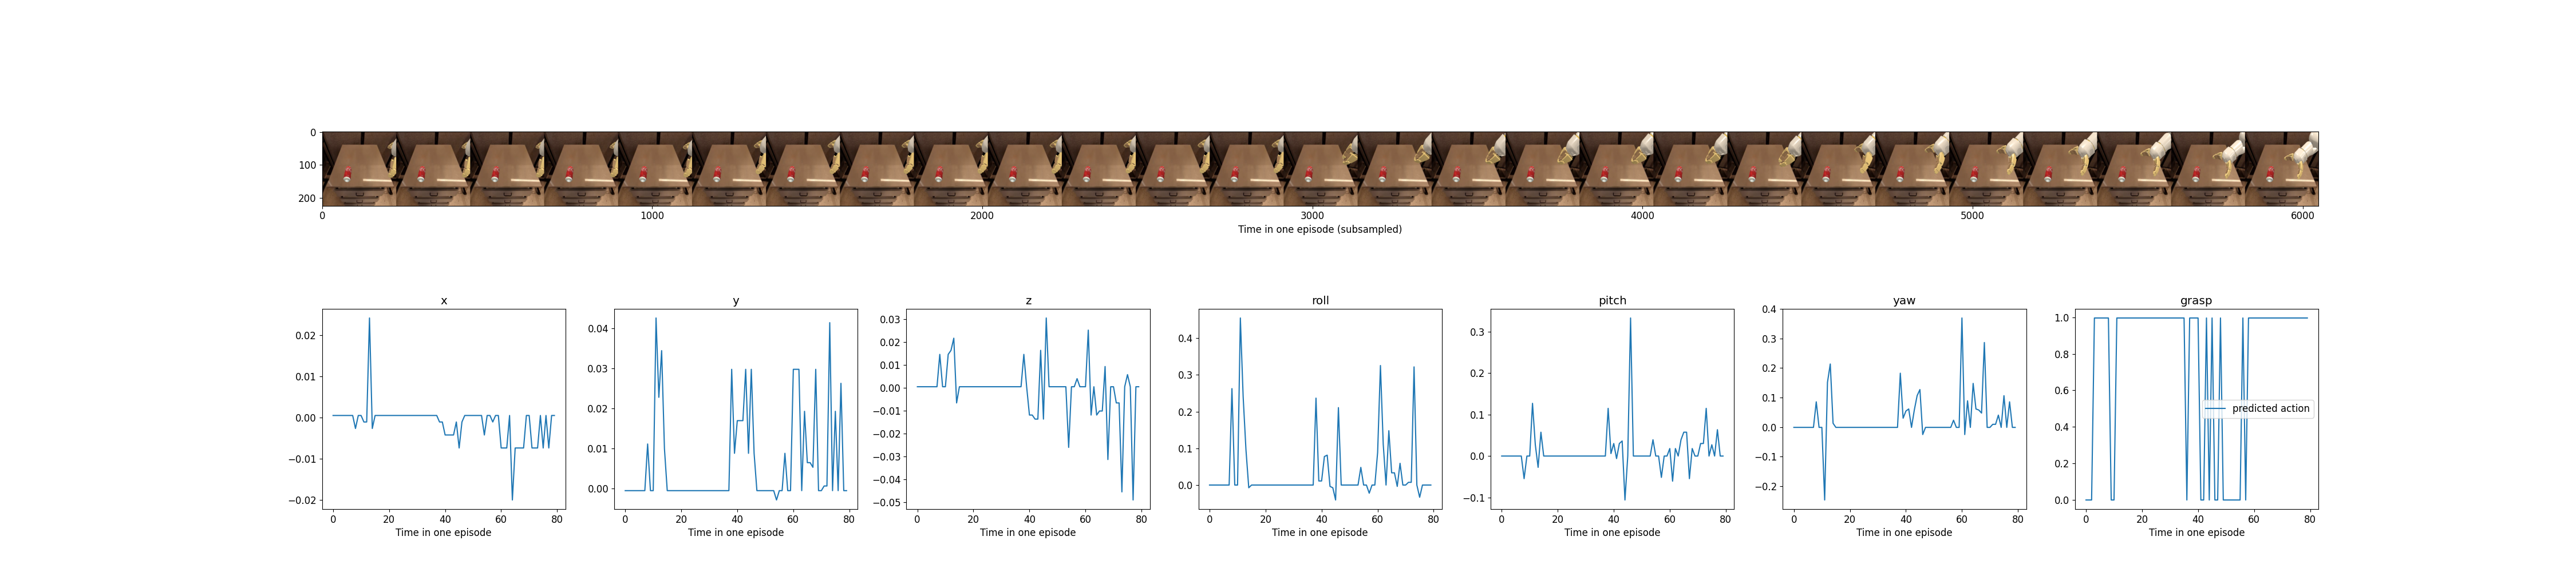 0
100
200
0 1000 2000 3000 4000 5000 6000
Time in one episode (subsampled)
x y z roll pitch yaw grasp
0.02
0.01
0.00
−0.01
−0.02
0 20 40 60 80
Time in one episode
0.04
0.03
0.02
0.01
0.00
0 20 40 60 80
Time in one episode
0.03
0.02
0.01
0.00
−0.01
−0.02
−0.03
−0.04
−0.05
0 20 40 60 80
Time in one episode
0.4
0.3
0.2
0.1
0.0
0 20 40 60 80
Time in one episode
0.3
0.2
0.1
0.0
−0.1
0 20 40 60 80
Time in one episode
0.4
0.3
0.2
0.1
0.0
−0.1
−0.2
0 20 40 60 80
Time in one episode
1.0
0.8
0.6
0.4
0.2
0.0
predicted action
0 20 40 60 80
Time in one episode